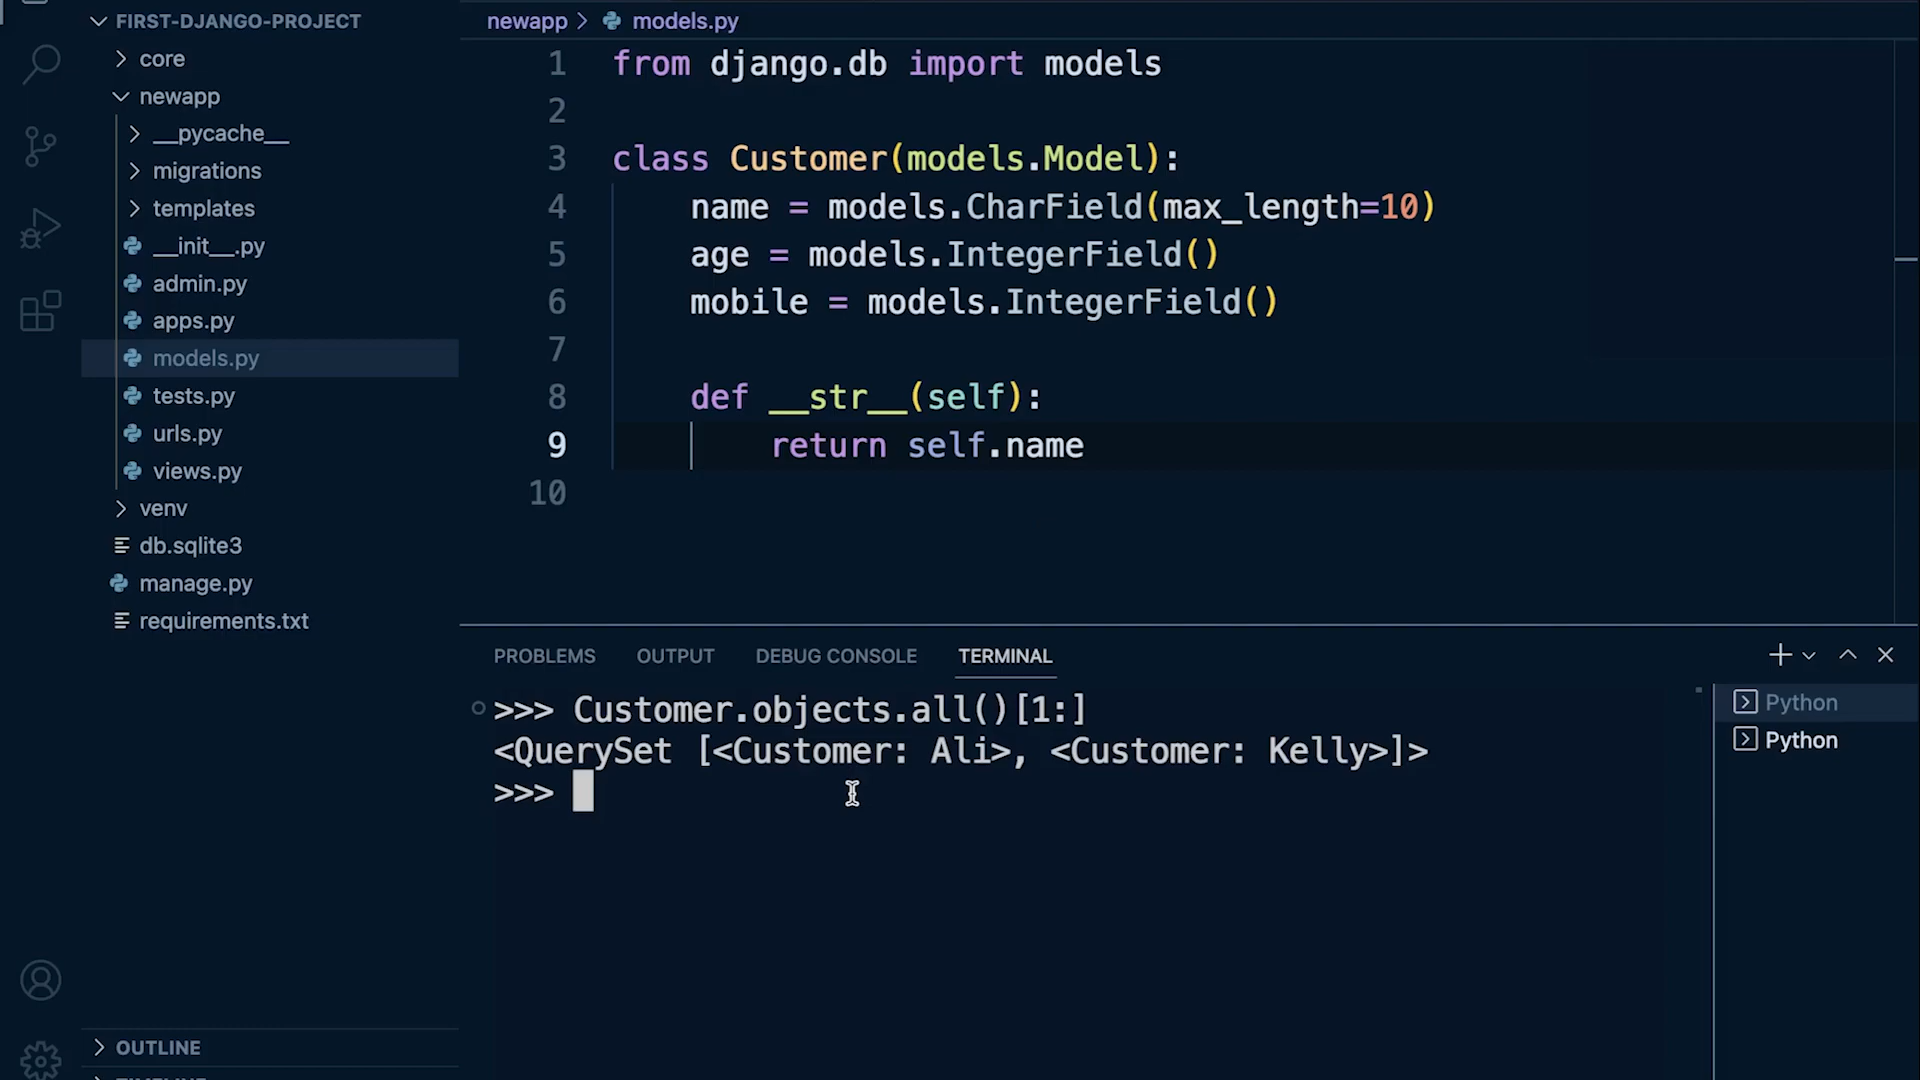 FIRST-DJANGO-PROJECT
core
newapp
__pycache__
migrations
templates
__init__.py
admin.py
apps.py
models.py
tests.py
urls.py
views.py
venv
db.sqlite3
manage.py
requirements.txt
OUTLINE
newapp > models.py
1 from django.db import models
2
3 class Customer(models.Model):
4 name = models.CharField(max_length=10)
5 age = models.IntegerField()
6 mobile = models.IntegerField()
7
8 def __str__(self):
9 return self.name
10
PROBLEMS OUTPUT DEBUG CONSOLE TERMINAL
>>> Customer.objects.all()[1:]
<QuerySet [<Customer: Ali>, <Customer: Kelly>]>
>>>
Python
Python